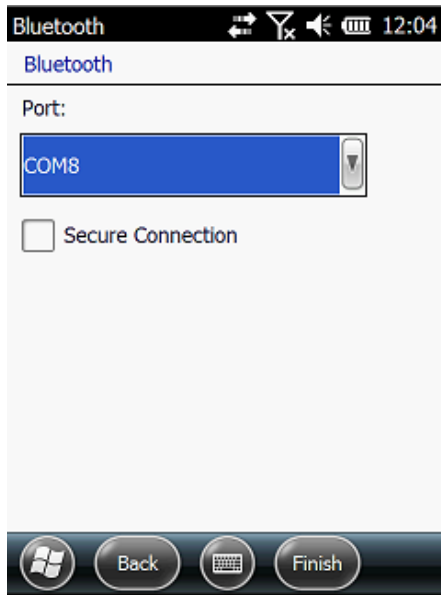 Bluetooth 12:04
Bluetooth
Port:
COM8
Secure Connection
Back Finish